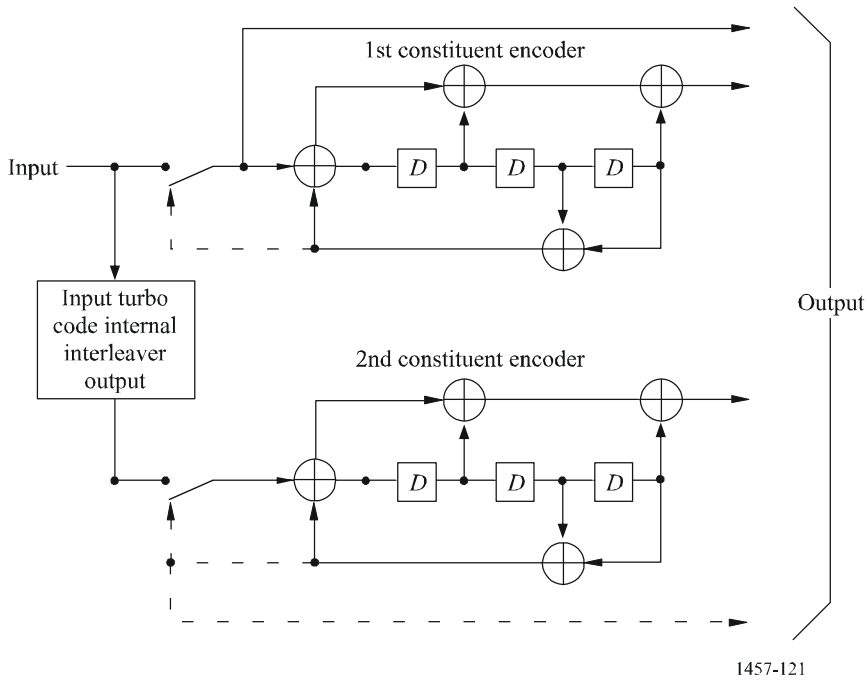 1st constituent encoder
Input
D D D
Input turbo
code internal
interleaver
output
Output
2nd constituent encoder
D D D
1457-121